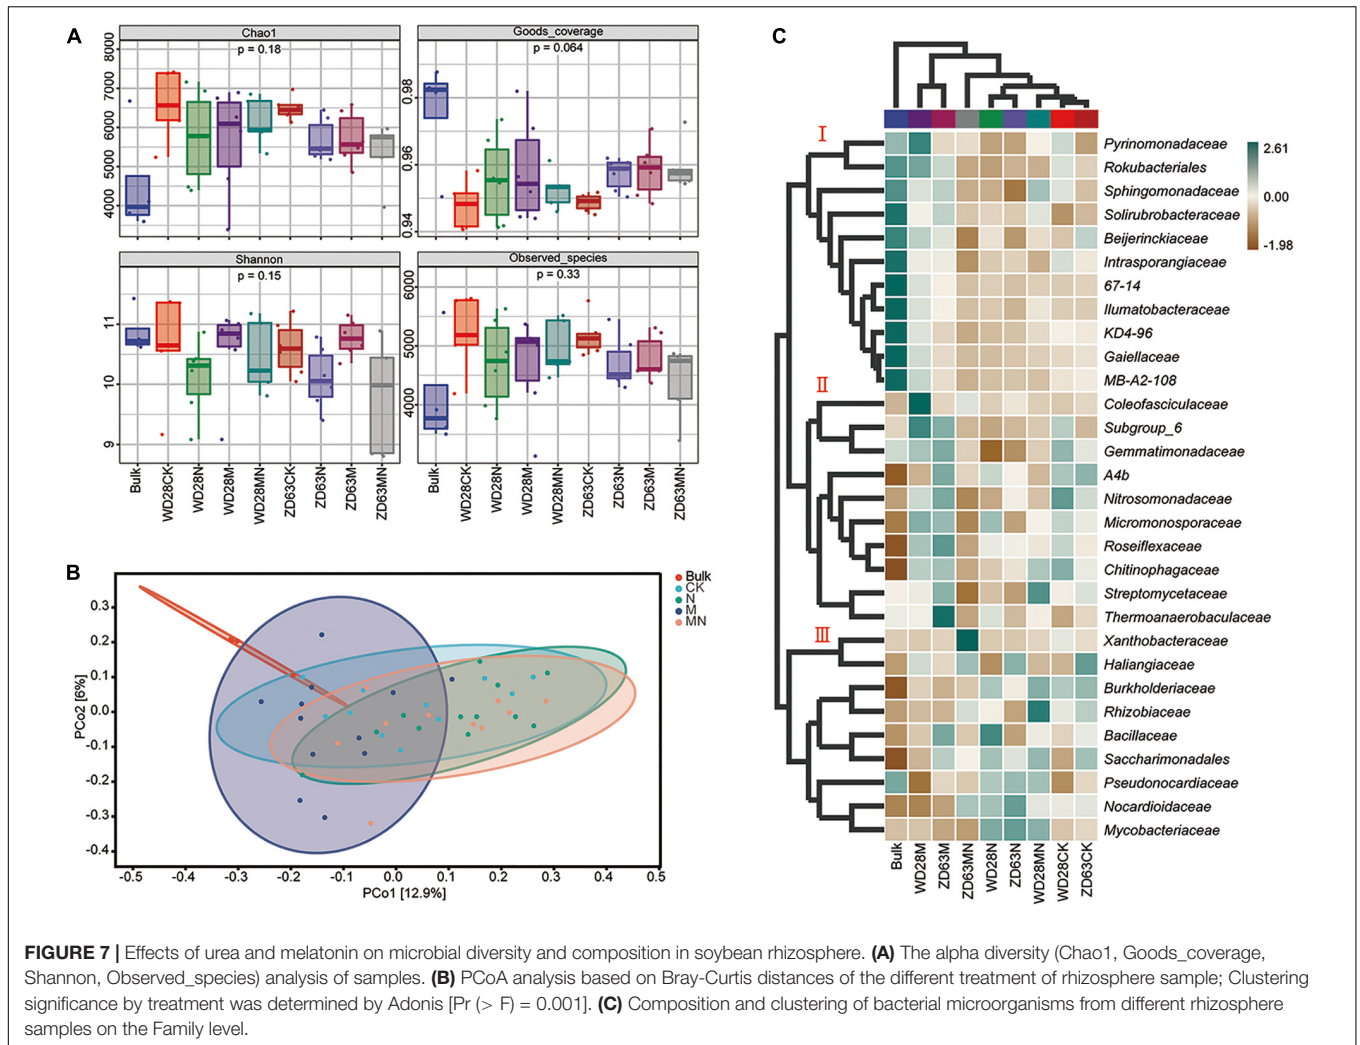 A
Chao1
p = 0.18
8000
7000
6000
5000
4000
Goods_coverage
p = 0.064
0.98
0.96
0.94
Shannon
p = 0.15
11
10
9
Observed_species
p = 0.33
6000
5000
4000
Bulk
WD28CK
WD28N
WD28M
WD28MN
ZD63CK
ZD63N
ZD63M
ZD63MN
Bulk
WD28CK
WD28N
WD28M
WD28MN
ZD63CK
ZD63N
ZD63M
ZD63MN
B
PCo2 [6%]
0.3
0.2
0.1
0.0
-0.1
-0.2
-0.3
-0.4
-0.5
-0.4
-0.3
-0.2
-0.1
0.0
0.1
0.2
0.3
0.4
0.5
PCo1 [12.9%]
Bulk
CK
N
M
MN
C
I
II
III
Pyrinomonadaceae
Rokubacteriales
Sphingomonadaceae
Solirubrobacteraceae
Beijerinckiaceae
Intrasporangiaceae
67-14
Ilumatobacteraceae
KD4-96
Gaiellaceae
MB-A2-108
Coleofasciculaceae
Subgroup_6
Gemmatimonadaceae
A4b
Nitrosomonadaceae
Micromonosporaceae
Roseiflexaceae
Chitinophagaceae
Streptomycetaceae
Thermoanaerobaculaceae
Xanthobacteraceae
Haliangiaceae
Burkholderiaceae
Rhizobiaceae
Bacillaceae
Saccharimonadales
Pseudonocardiaceae
Nocardioidaceae
Mycobacteriaceae
2.61
0.00
-1.98
Bulk
WD28M
ZD63M
ZD63MN
WD28N
ZD63N
WD28MN
WD28CK
ZD63CK
FIGURE 7 | Effects of urea and melatonin on microbial diversity and composition in soybean rhizosphere. (A) The alpha diversity (Chao1, Goods_coverage,
Shannon, Observed_species) analysis of samples. (B) PCoA analysis based on Bray-Curtis distances of the different treatment of rhizosphere sample; Clustering
significance by treatment was determined by Adonis [Pr (> F) = 0.001]. (C) Composition and clustering of bacterial microorganisms from different rhizosphere
samples on the Family level.